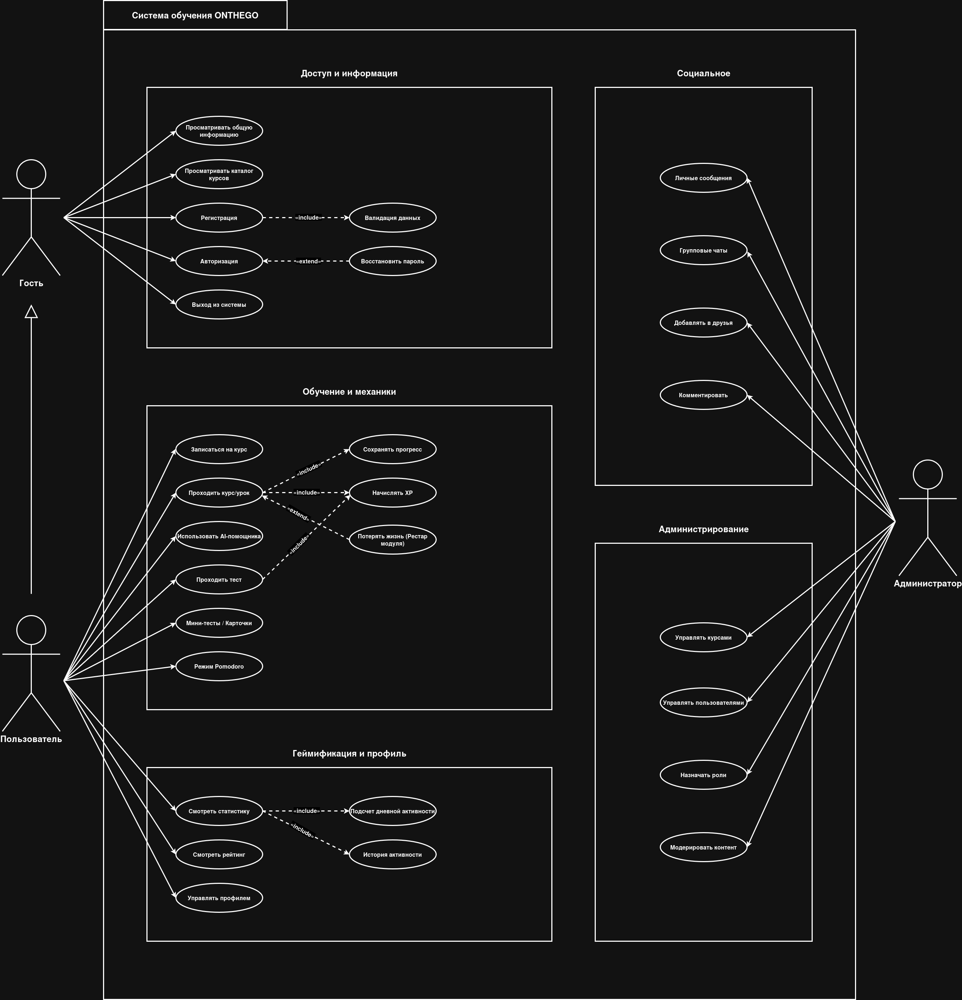 Система обучения ONTHEGO
Доступ и информация
Просматривать общую
информацию
Просматривать каталог
курсов
Регистрация
«include»
Валидация данных
Авторизация
«extend»
Восстановить пароль
Выход из системы
Гость
Социальное
Личные сообщения
Групповые чаты
Добавлять в друзья
Комментировать
Обучение и механики
Записаться на курс
«include»
Сохранять прогресс
Проходить курс/урок
«include»
Начислять XP
«extend»
Использовать AI-помощника
Потерять жизнь (Рестар
модуля)
«include»
Проходить тест
Мини-тесты / Карточки
Режим Pomodoro
Пользователь
Администрирование
Администратор
Управлять курсами
Управлять пользователями
Назначать роли
Модерировать контент
Геймификация и профиль
Смотреть статистику
«include»
Подсчет дневной активности
«include»
Смотреть рейтинг
История активности
Управлять профилем